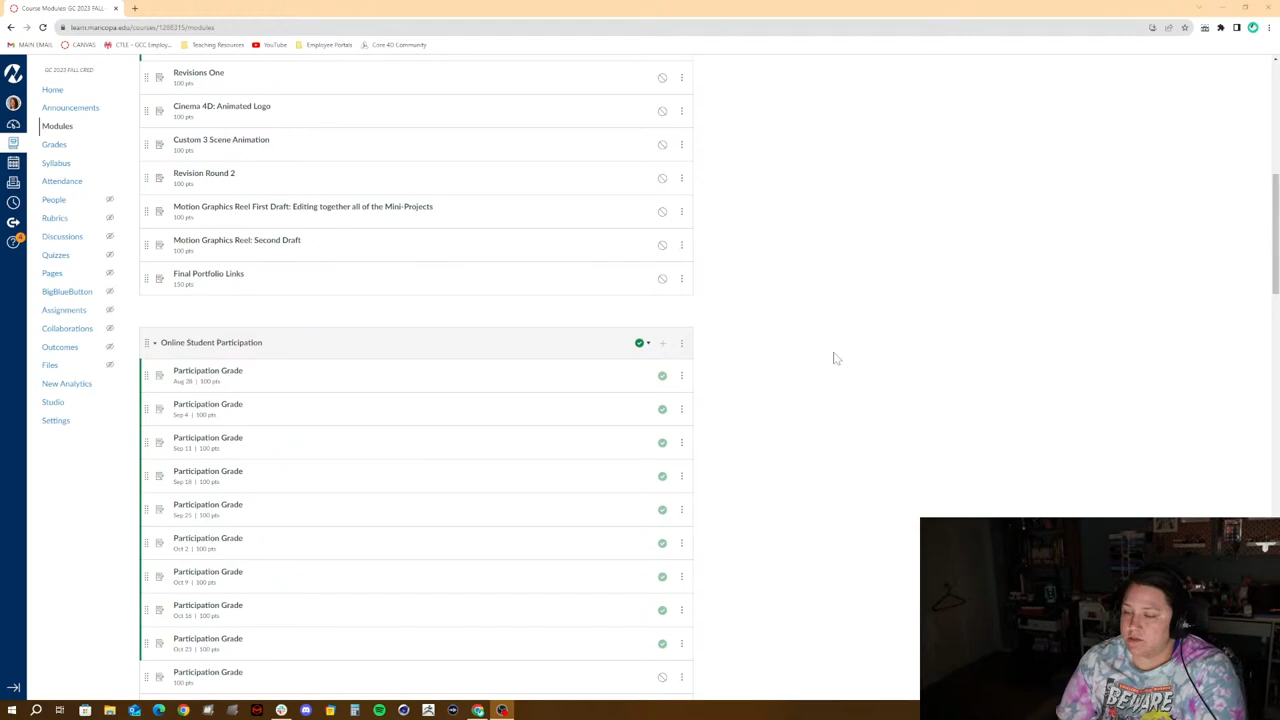 Course Modules: GC 2023 FALL -
learn.maricopa.edu/courses/1288315/modules
MAIN EMAIL
CANVAS
CTLE - GCC Employ...
Teaching Resources
YouTube
Employee Portals
Core 4D Community
GC 2023 FALL CRED
Home
Announcements
Modules
Grades
Syllabus
Attendance
People
Rubrics
Discussions
Quizzes
Pages
BigBlueButton
Assignments
Collaborations
Outcomes
Files
New Analytics
Studio
Settings
4
Revisions One
100 pts
Cinema 4D: Animated Logo
100 pts
Custom 3 Scene Animation
100 pts
Revision Round 2
100 pts
Motion Graphics Reel First Draft: Editing together all of the Mini-Projects
100 pts
Motion Graphics Reel: Second Draft
100 pts
Final Portfolio Links
150 pts
Online Student Participation
Participation Grade
Aug 28 | 100 pts
Participation Grade
Sep 4 | 100 pts
Participation Grade
Sep 11 | 100 pts
Participation Grade
Sep 18 | 100 pts
Participation Grade
Sep 25 | 100 pts
Participation Grade
Oct 2 | 100 pts
Participation Grade
Oct 9 | 100 pts
Participation Grade
Oct 16 | 100 pts
Participation Grade
Oct 23 | 100 pts
Participation Grade
100 pts
BEWARE